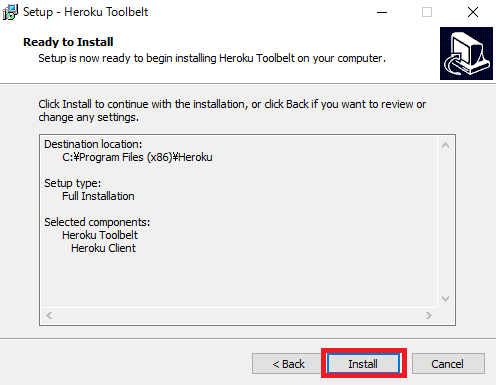 Setup - Heroku Toolbelt
Ready to Install
Setup is now ready to begin installing Heroku Toolbelt on your computer.
Click Install to continue with the installation, or click Back if you want to review or
change any settings.
Destination location:
C:¥Program Files (x86)¥Heroku
Setup type:
Full Installation
Selected components:
Heroku Toolbelt
Heroku Client
< Back
Install
Cancel